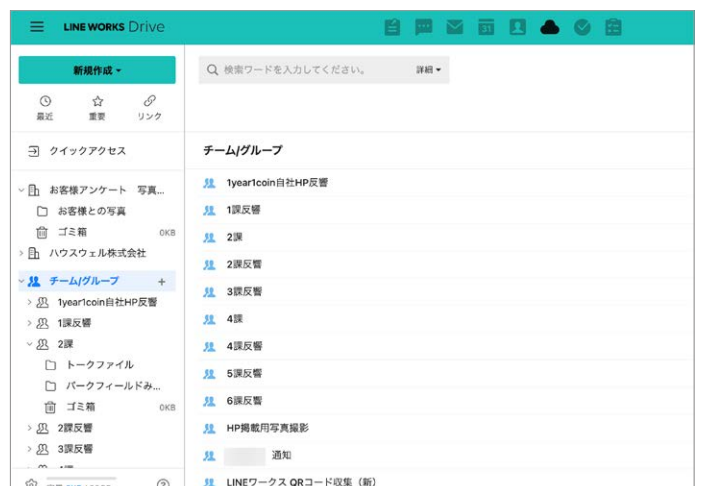 LINE WORKS Drive
31
新規作成
検索ワードを入力してください。
詳細
最近
重要
リンク
クイックアクセス
お客様アンケート 写真...
お客様との写真
ゴミ箱 0KB
ハウスウェル株式会社
チーム/グループ +
1year1coin自社HP反響
1課反響
2課
トークファイル
パークフィールドみ...
ゴミ箱 0KB
2課反響
3課反響
チーム/グループ
1year1coin自社HP反響
1課反響
2課
2課反響
3課反響
4課
4課反響
5課反響
6課反響
HP掲載用写真撮影
通知
LINEワークス QRコード収集（新）